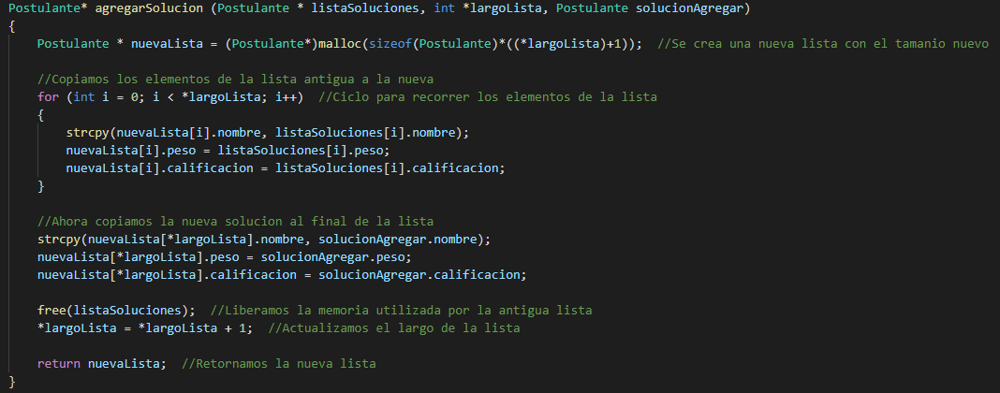 Postulante* agregarSolucion (Postulante * listaSoluciones, int *largoLista, Postulante solucionAgregar)
{
    Postulante * nuevaLista = (Postulante*)malloc(sizeof(Postulante)*((*largoLista)+1));  //Se crea una nueva lista con el tamanio nuevo

    //Copiamos los elementos de la lista antigua a la nueva
    for (int i = 0; i < *largoLista; i++)  //Ciclo para recorrer los elementos de la lista
    {
        strcpy(nuevaLista[i].nombre, listaSoluciones[i].nombre);
        nuevaLista[i].peso = listaSoluciones[i].peso;
        nuevaLista[i].calificacion = listaSoluciones[i].calificacion;
    }

    //Ahora copiamos la nueva solucion al final de la lista
    strcpy(nuevaLista[*largoLista].nombre, solucionAgregar.nombre);
    nuevaLista[*largoLista].peso = solucionAgregar.peso;
    nuevaLista[*largoLista].calificacion = solucionAgregar.calificacion;

    free(listaSoluciones);  //Liberamos la memoria utilizada por la antigua lista
    *largoLista = *largoLista + 1;  //Actualizamos el largo de la lista

    return nuevaLista;  //Retornamos la nueva lista
}